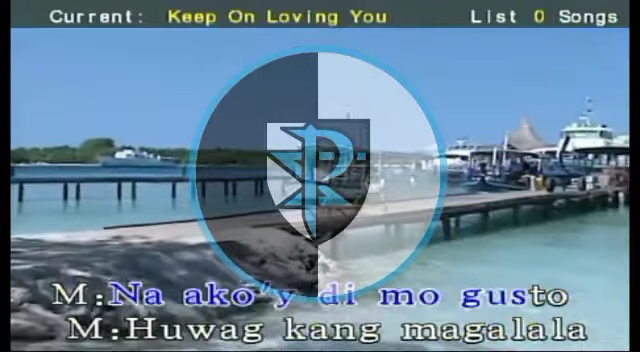 Current: Keep On Loving You List 0 Songs
M:Na ako'y di mo gusto
M:Huwag kang magalala